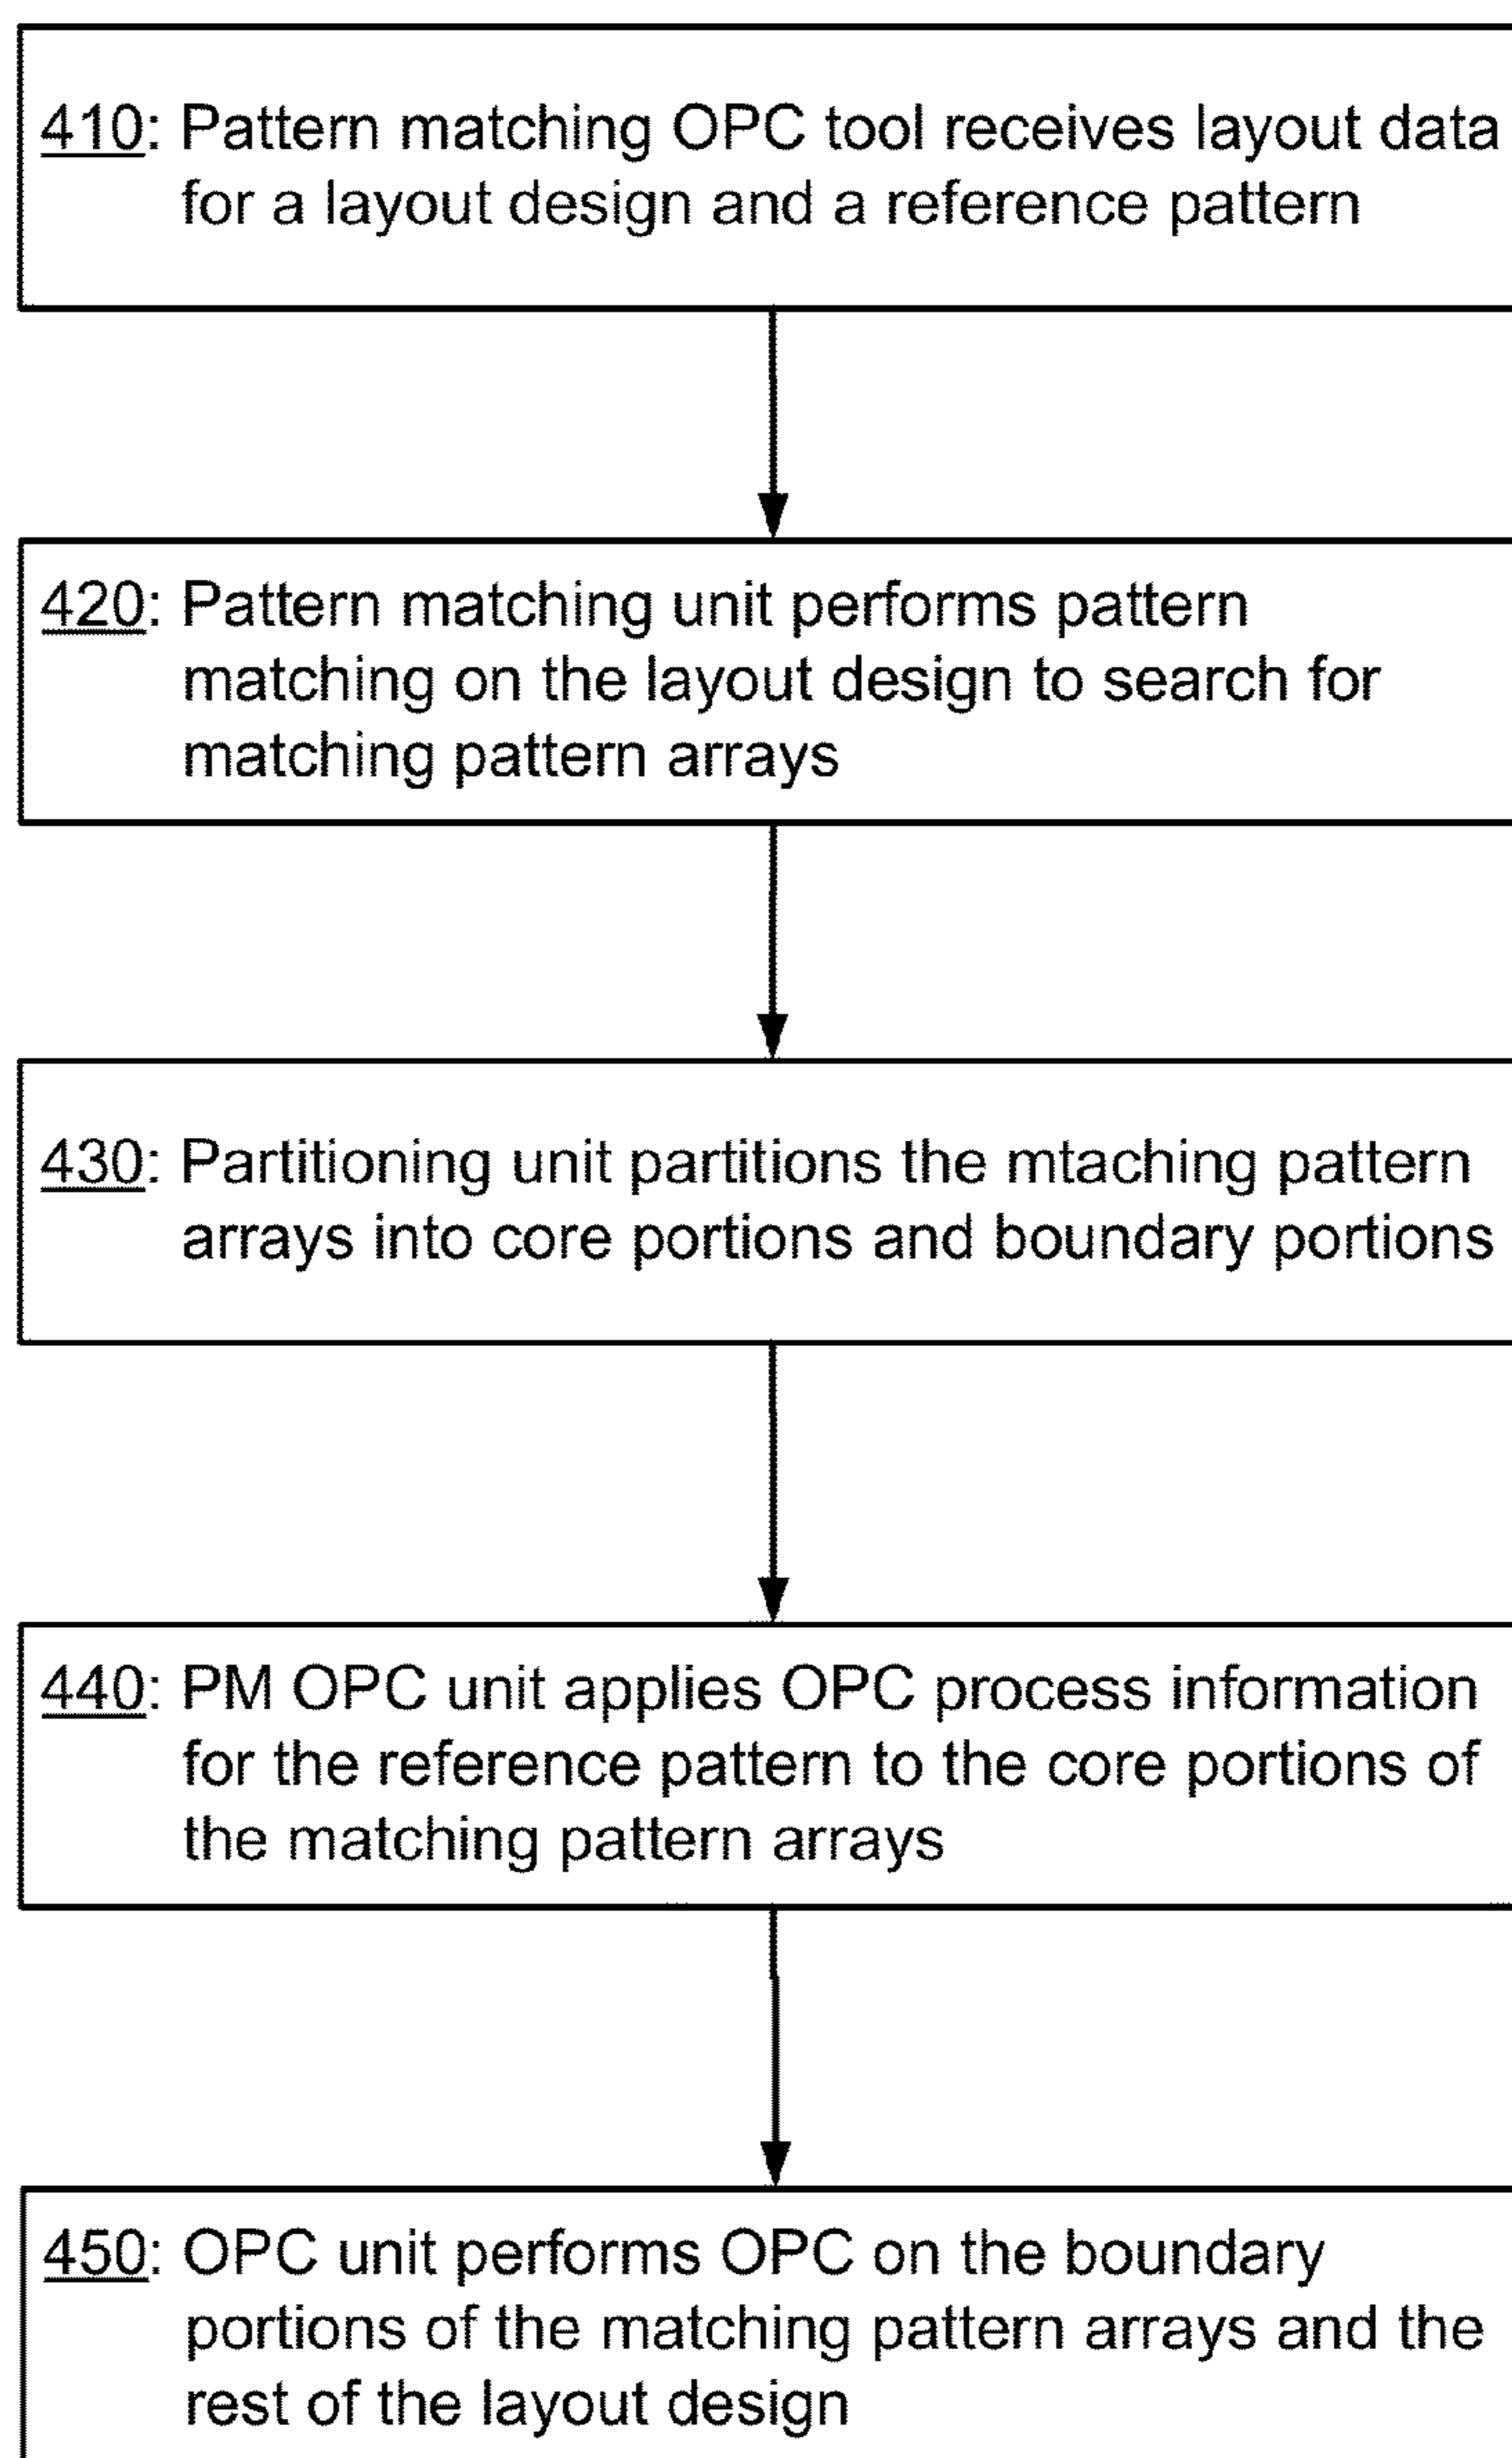 410: Pattern matching OPC tool receives layout data
for a layout design and a reference pattern
420: Pattern matching unit performs pattern
matching on the layout design to search for
matching pattern arrays
430: Partitioning unit partitions the mtaching pattern
arrays into core portions and boundary portions
440: PM OPC unit applies OPC process information
for the reference pattern to the core portions of
the matching pattern arrays
450: OPC unit performs OPC on the boundary
portions of the matching pattern arrays and the
rest of the layout design